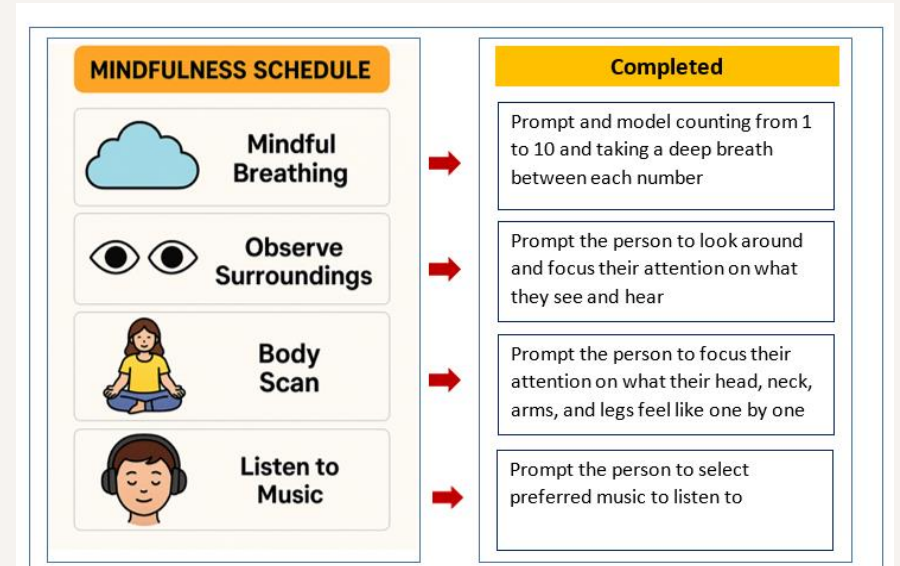 MINDFULNESS SCHEDULE
Mindful
Breathing
Observe
Surroundings
Body
Scan
Listen to
Music
Completed
Prompt and model counting from 1
to 10 and taking a deep breath
between each number
Prompt the person to look around
and focus their attention on what
they see and hear
Prompt the person to focus their
attention on what their head, neck,
arms, and legs feel like one by one
Prompt the person to select
preferred music to listen to